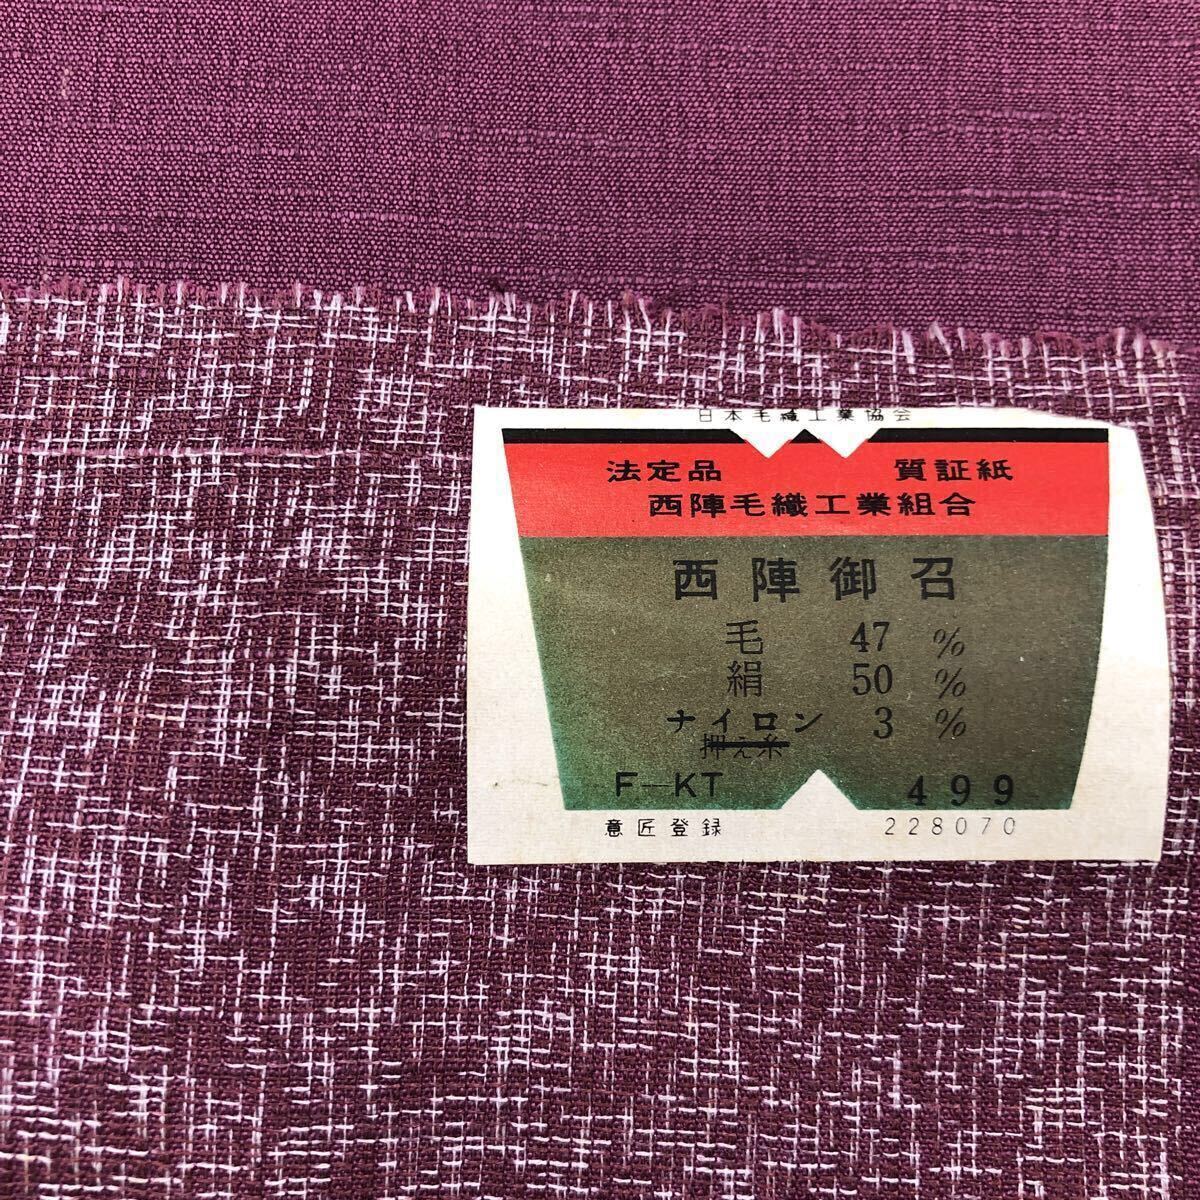 日本毛織工業協会
法定品 質証紙
西陣毛織工業組合
西陣御召
毛 47 %
絹 50 %
ナイロン 3 %
押え糸
F—KT 499
意匠登録 228070